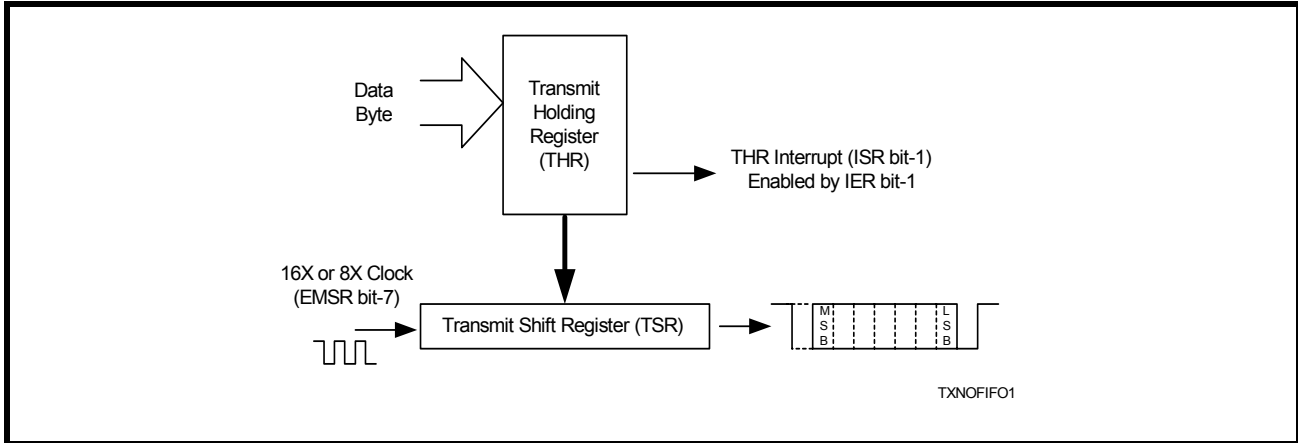 Data
Byte
Transmit
Holding
Register
(THR)
THR Interrupt (ISR bit-1)
Enabled by IER bit-1
16X or 8X Clock
(EMSR bit-7)
Transmit Shift Register (TSR)
M
S
B
L
S
B
TXNOFIFO1